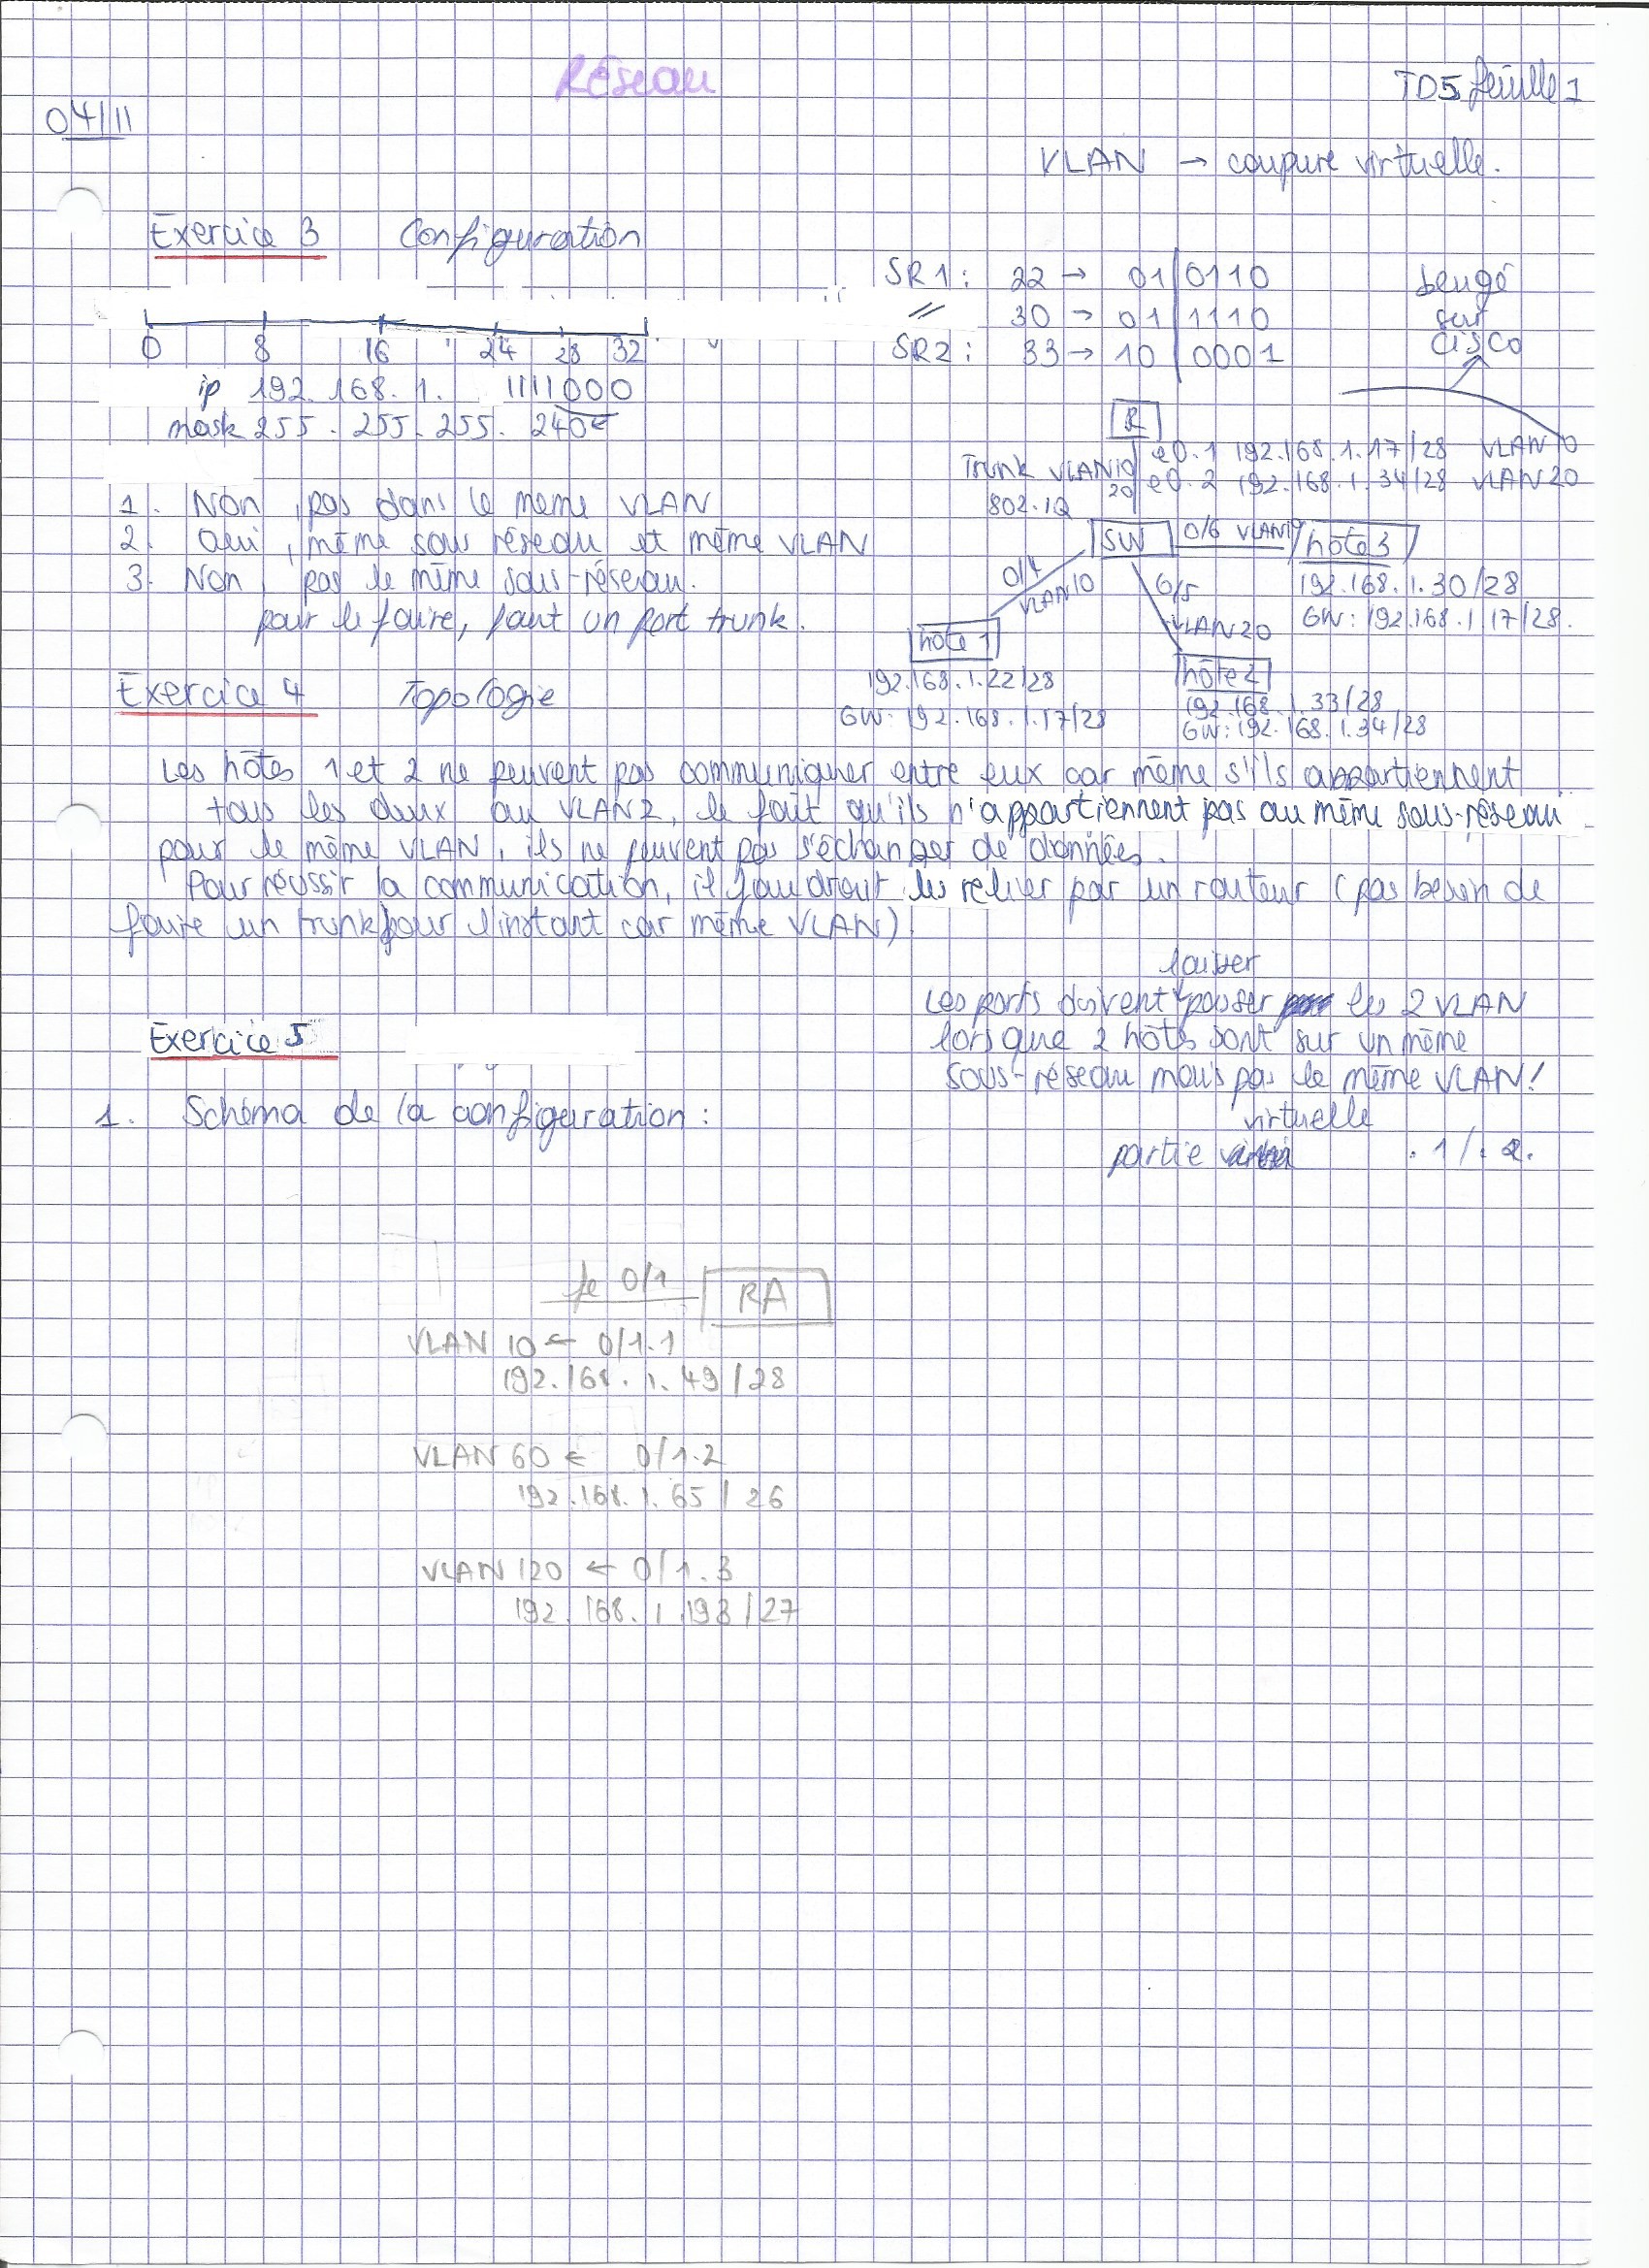 RÉseau
TD5 feuille 1
04/11
VLAN → coupure virtuelle.
Exercice 3 Configuration
SR1 : 22 → 01|0110
// 30 → 01|1110
SR2 : 33 → 10|0001
beugé
sur
CisCo
0 8 16 24 28 32
ip 192.168.1. 1111000
mask 255.255.255.240
R
Trunk VLAN10
20
802.1Q
e0.1 192.168.1.17/28 VLAN 10
e0.2 192.168.1.34/28 VLAN 20
1. Non, pas dans le meme VLAN
2. Oui, même sous réseau et même VLAN
3. Non, pas le même sous-réseau.
pour le faire, faut un port trunk.
SW
0/6 VLAN
hôte 3
192.168.1.30/28
GW: 192.168.1.17/28.
0/4
VLAN10
0/5
VLAN20
hôte 1
192.168.1.22/28
GW: 192.168.1.17/28
hôte 2
192.168.1.33/28
GW: 192.168.1.34/28
Exercice 4 Topologie
Les hôtes 1 et 2 ne peuvent pas communiquer entre eux car même s'ils appartiennent
tous les deux au VLAN2, le fait qu'ils n'appartiennent pas au même sous-réseau
pour le même VLAN, ils ne peuvent pas s'échanger de données.
Pour réussir la communication, il faudrait les relier par un routeur (pas besoin de
faire un trunk pour l'instant car même VLAN).
laisser
Les ports doivent passer les 2 VLAN
lorsque 2 hôtes sont sur un même
sous-réseau mais pas le même VLAN!
Exercice 5
1. Schéma de la configuration :
virtuelle
partie .1/.2.
fe 0/1 RA
VLAN 10 ← 0/1.1
192.168.1.49/28
VLAN 60 ← 0/1.2
192.168.1.65/26
VLAN 120 ← 0/1.3
192.168.1.193/27